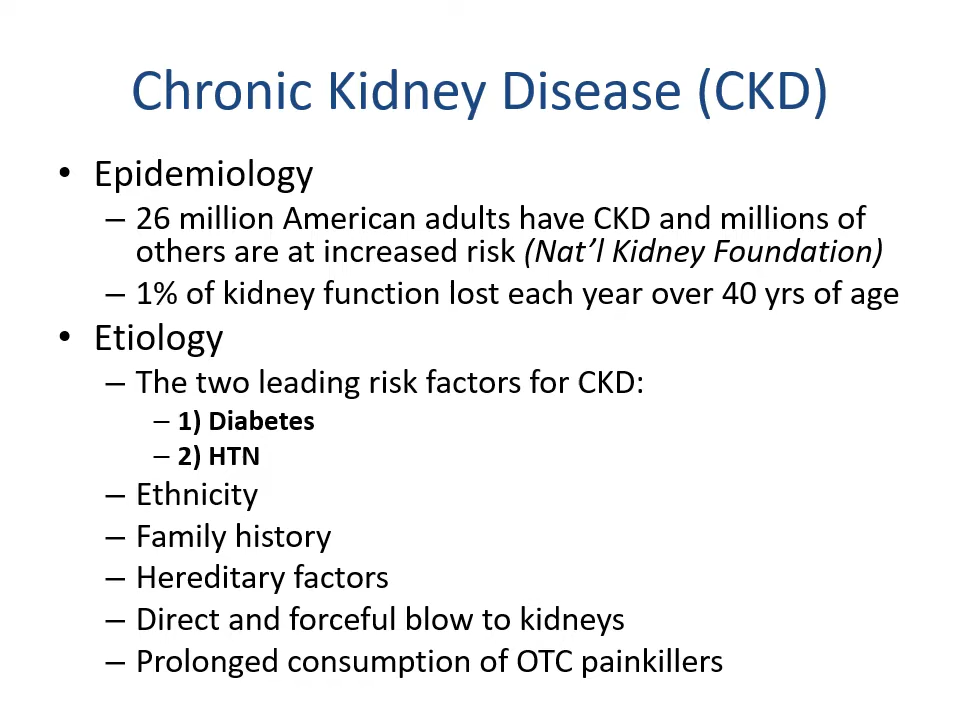 Chronic Kidney Disease (CKD)
• Epidemiology
– 26 million American adults have CKD and millions of
others are at increased risk (Nat’l Kidney Foundation)
– 1% of kidney function lost each year over 40 yrs of age
• Etiology
– The two leading risk factors for CKD:
– 1) Diabetes
– 2) HTN
– Ethnicity
– Family history
– Hereditary factors
– Direct and forceful blow to kidneys
– Prolonged consumption of OTC painkillers